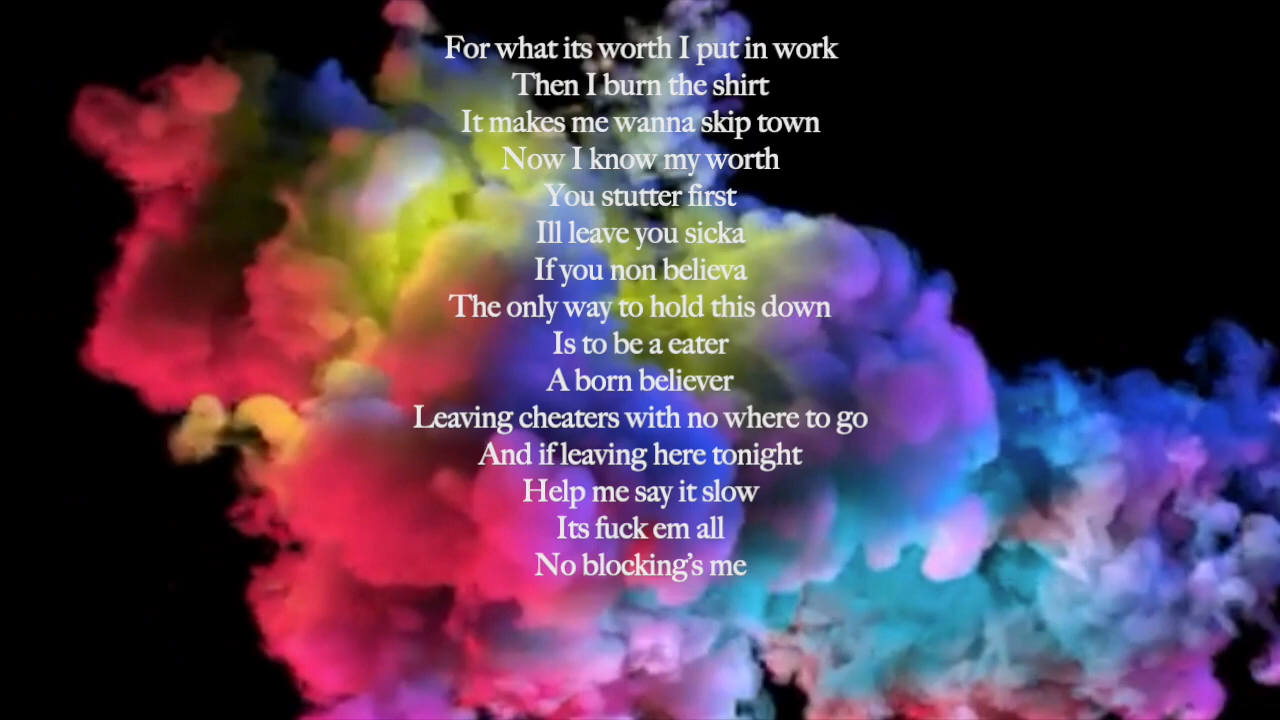 For what its worth I put in work
Then I burn the shirt
It makes me wanna skip town
Now I know my worth
You stutter first
Ill leave you sicka
If you non believa
The only way to hold this down
Is to be a eater
A born believer
Leaving cheaters with no where to go
And if leaving here tonight
Help me say it slow
Its fuck em all
No blocking’s me